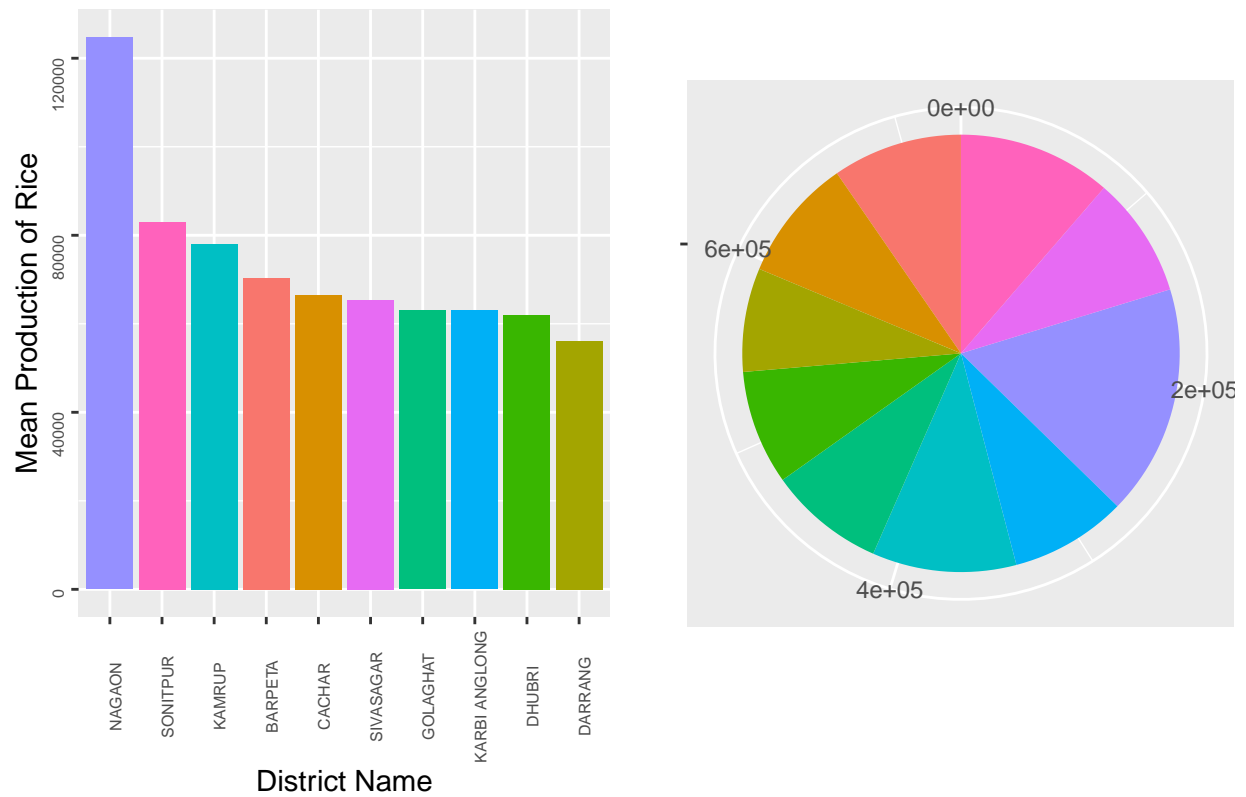 Mean Production of Rice
120000
80000
40000
0
NAGAON
SONITPUR
KAMRUP
BARPETA
CACHAR
SIVASAGAR
GOLAGHAT
KARBI ANGLONG
DHUBRI
DARRANG
District Name
0e+00
2e+05
4e+05
6e+05